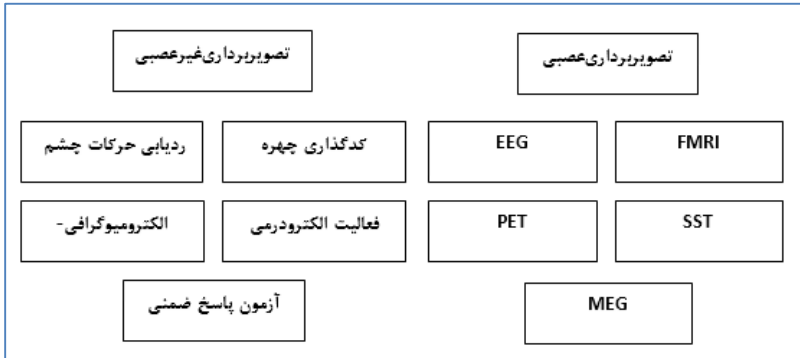 تصویربرداری‌عصبی
تصویربرداری‌غیرعصبی
FMRI
EEG
کدگذاری چهره
ردیابی حرکات چشم
SST
PET
فعالیت الکترودرمی
الکترومیوگرافی-
MEG
آزمون پاسخ ضمنی